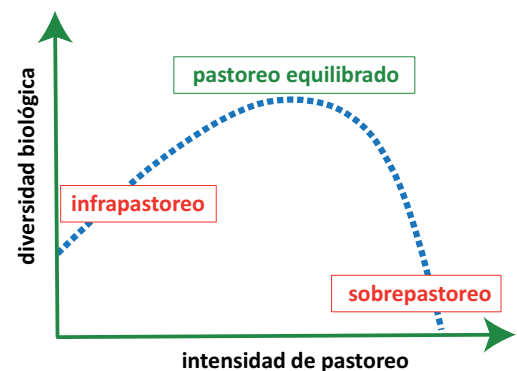 pastoreo equilibrado
diversidad biológica
infrapastoreo
sobrepastoreo
intensidad de pastoreo